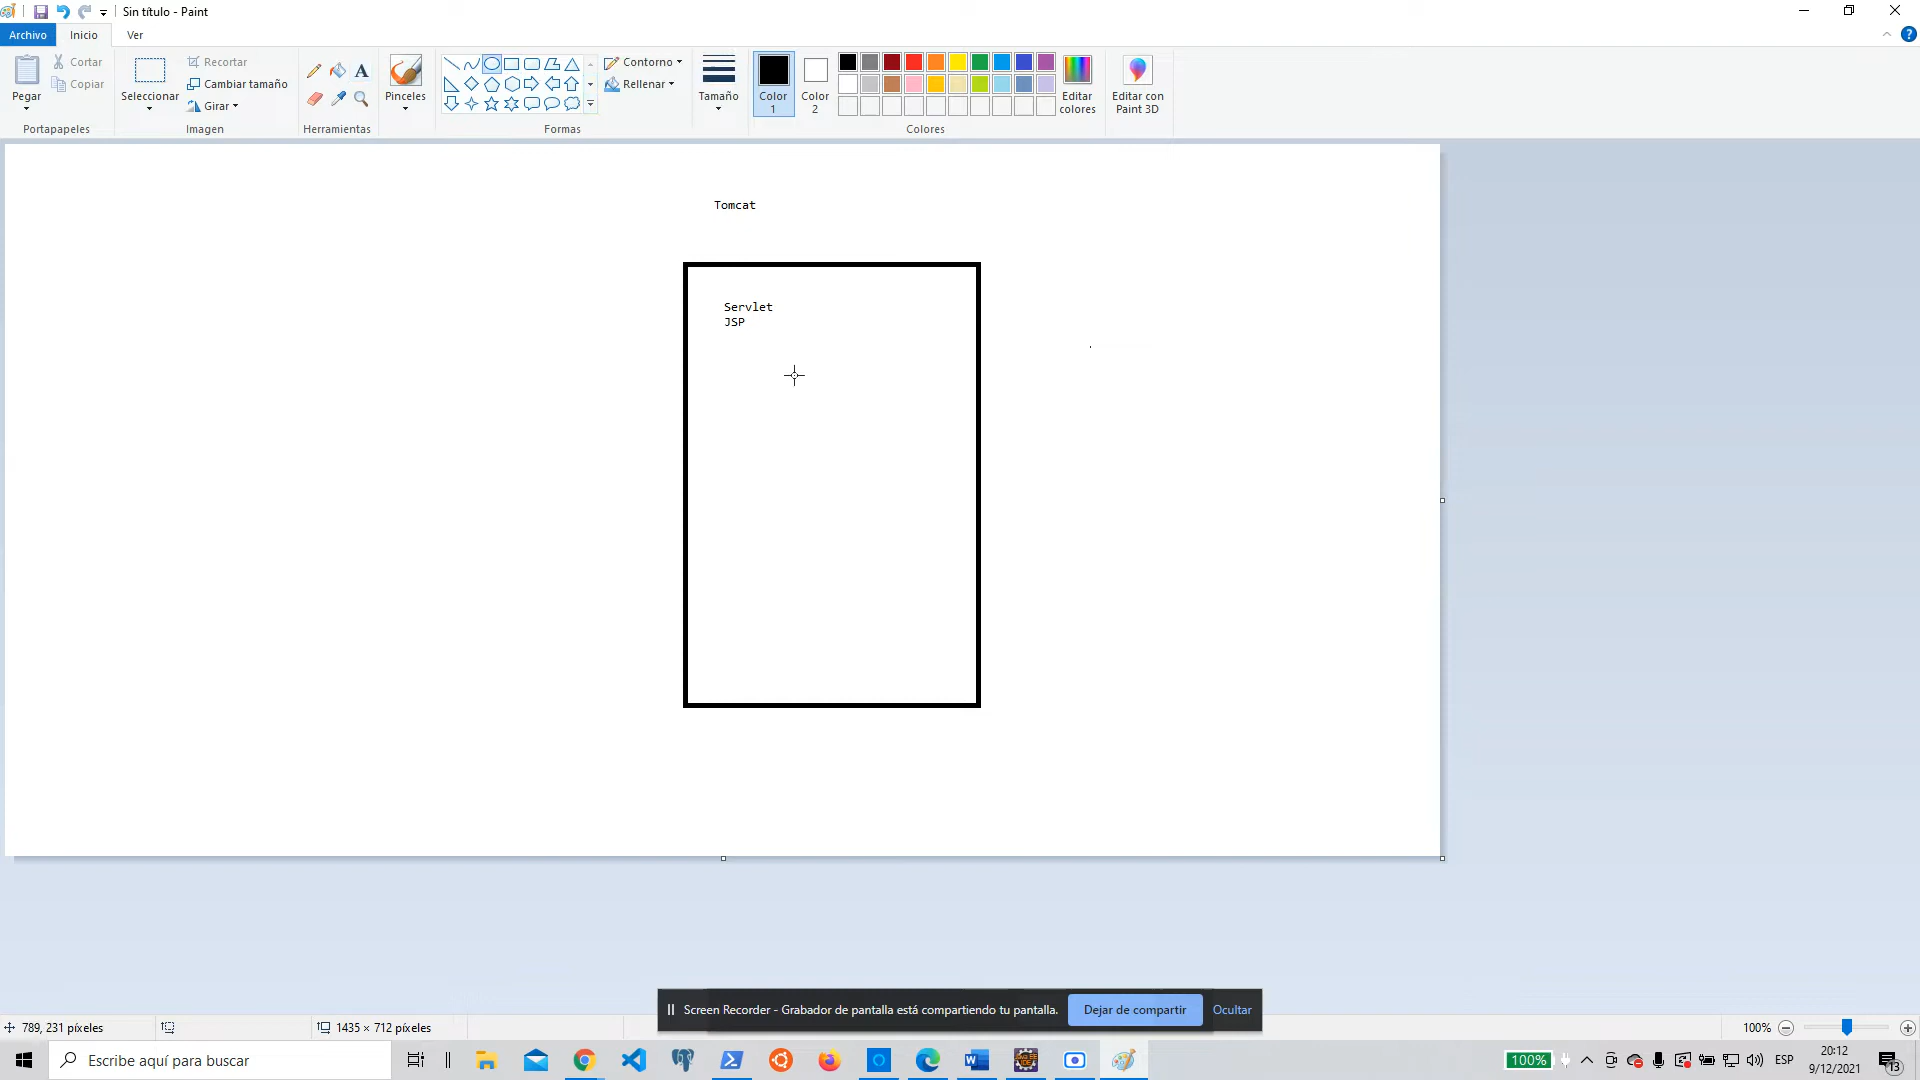 Sin título - Paint
Archivo
Inicio
Ver
Pegar
Cortar
Copiar
Portapapeles
Seleccionar
Recortar
Cambiar tamaño
Girar
Imagen
A
Herramientas
Pinceles
Contorno
Rellenar
Formas
Tamaño
Color 1
Color 2
Editar colores
Colores
Editar con Paint 3D
Tomcat
Servlet
JSP
Screen Recorder - Grabador de pantalla está compartiendo tu pantalla.
Dejar de compartir
Ocultar
789, 231 píxeles
1435 × 712 píxeles
100%
Escribe aquí para buscar
100%
ESP
20:12
9/12/2021
13